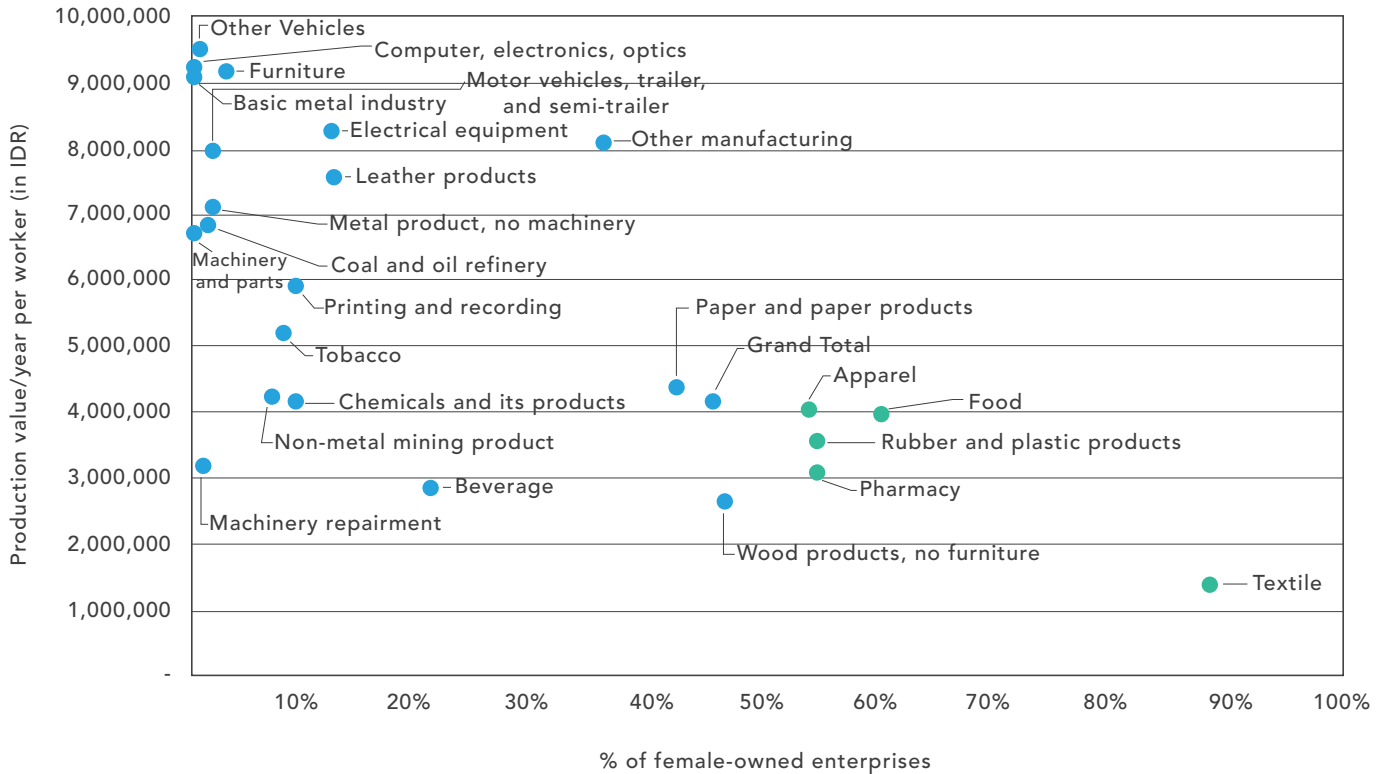 10,000,000
Other Vehicles
Computer, electronics, optics
Furniture
9,000,000
Motor vehicles, trailer,
and semi-trailer
Basic metal industry
Electrical equipment
Other manufacturing
8,000,000
Leather products
7,000,000
Metal product, no machinery
Machinery
and parts
Coal and oil refinery
6,000,000
Printing and recording
Paper and paper products
5,000,000
Tobacco
Grand Total
Apparel
4,000,000
Chemicals and its products
Food
Non-metal mining product
Rubber and plastic products
3,000,000
Beverage
Pharmacy
Machinery repairment
2,000,000
Wood products, no furniture
Textile
1,000,000
-
10%
20%
30%
40%
50%
60%
70%
80%
90%
100%
% of female-owned enterprises
Production value/year per worker (in IDR)